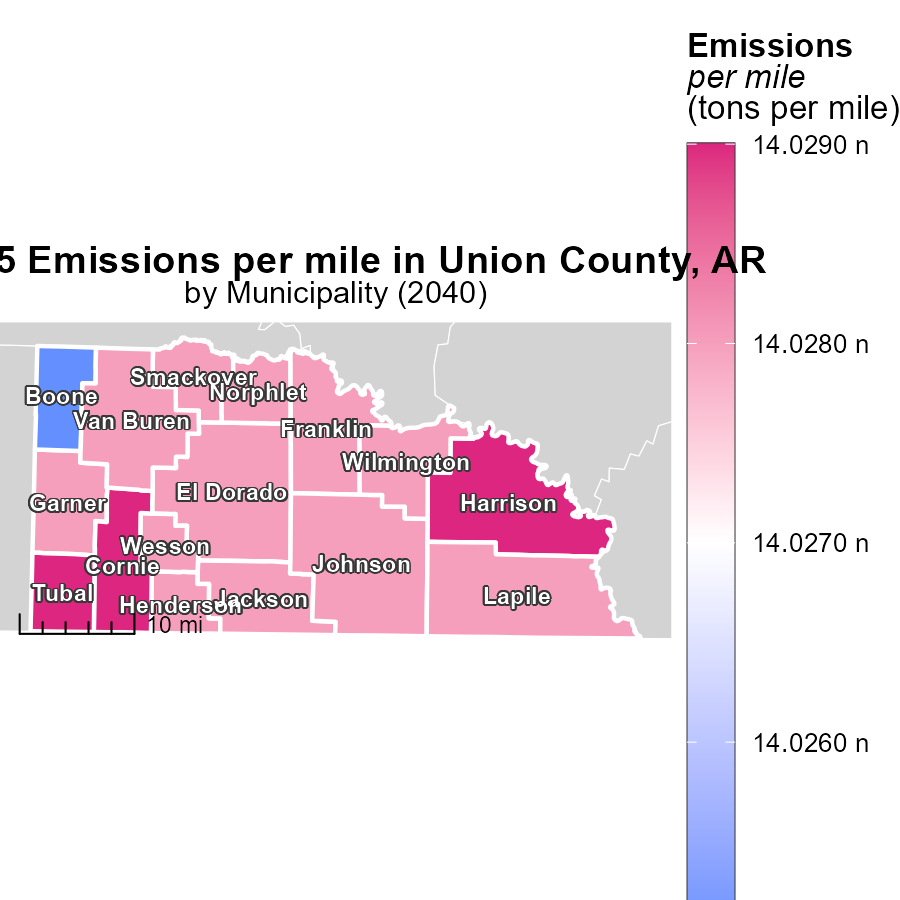 Emissions
per mile
(tons per mile)
14.0290 n
5 Emissions per mile in Union County, AR
by Municipality (2040)
14.0280 n
Smackover
Norphlet
Boone
Van Buren
Franklin
Wilmington
El Dorado
Garner
Harrison
14.0270 n
Wesson
Cornie
Johnson
Tubal
Henderson
Jackson
Lapile
10 mi
14.0260 n